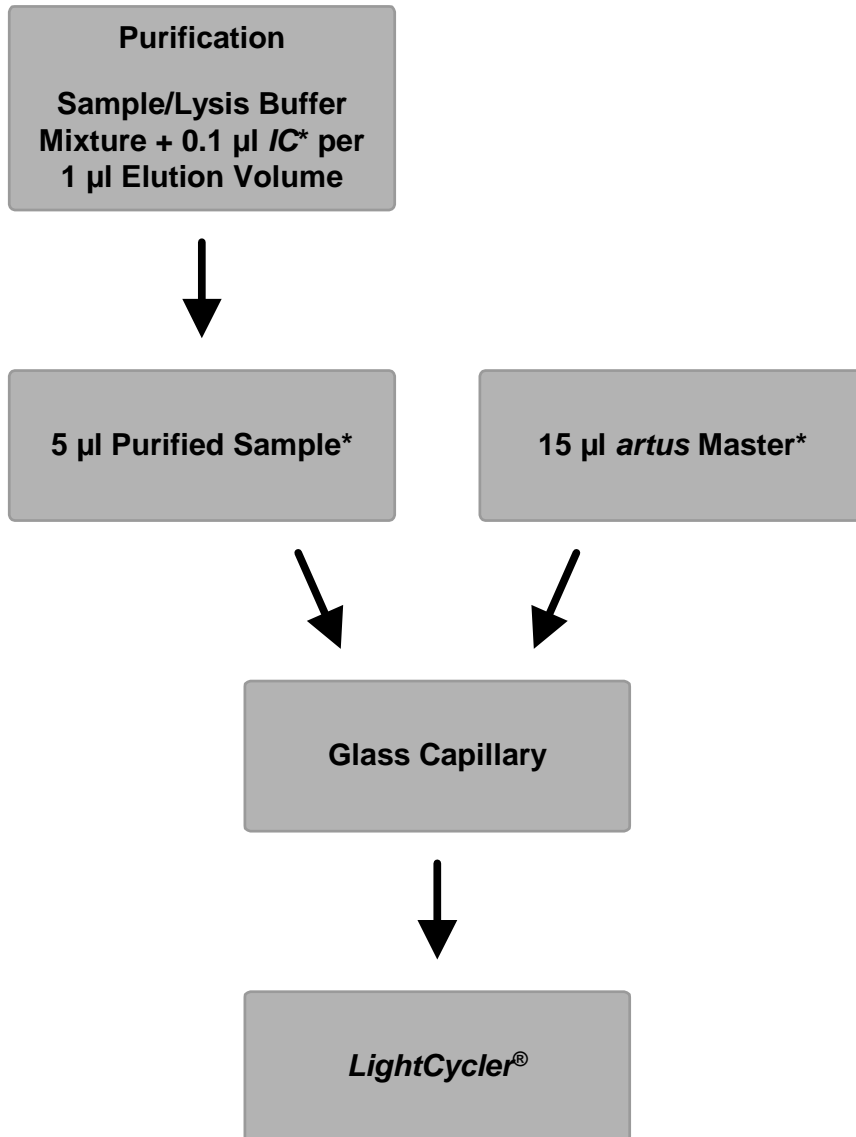 Purification
Sample/Lysis Buffer
Mixture + 0.1 µl IC* per
1 µl Elution Volume
5 µl Purified Sample*
15 µl artus Master*
Glass Capillary
LightCycler®